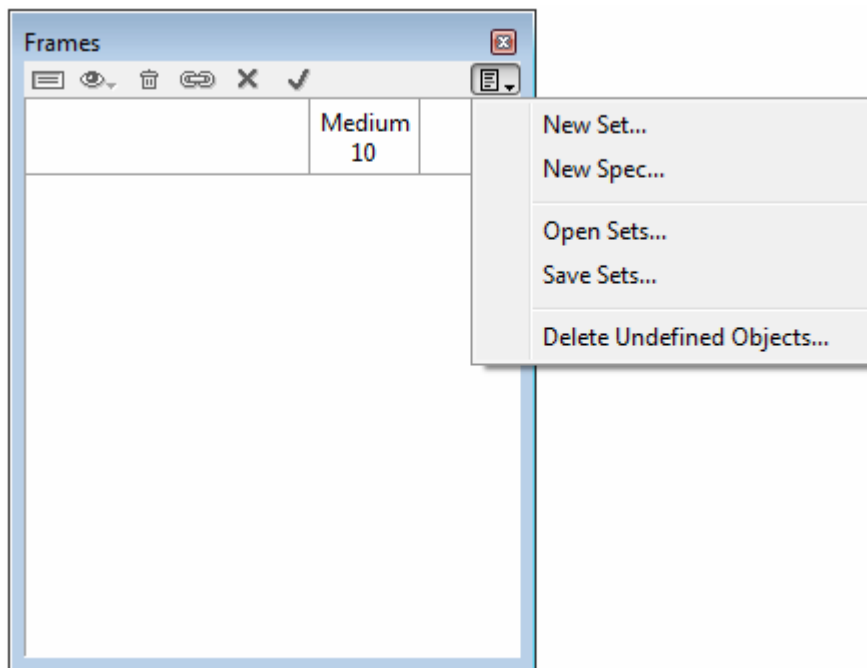 Frames
Medium
10
New Set...
New Spec...
Open Sets...
Save Sets...
Delete Undefined Objects...